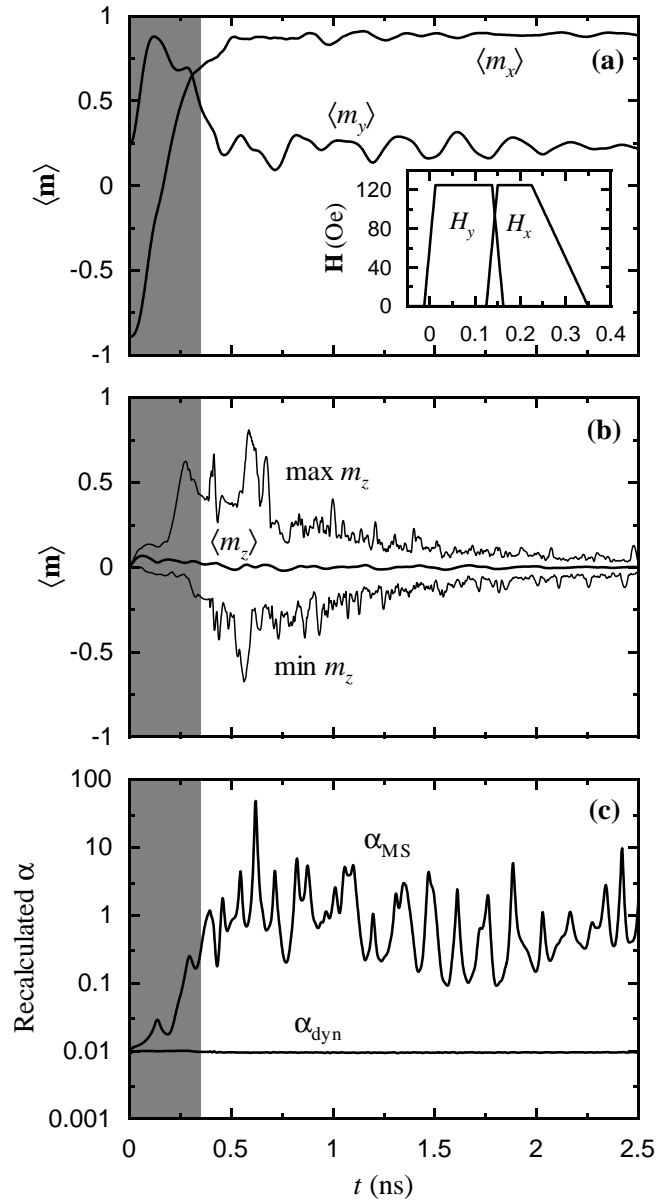 1
(a)
⟨m_x⟩
0.5
⟨m_y⟩
⟨m⟩
0
120
H_y
H_x
80
H (Oe)
-0.5
40
0
0 0.1 0.2 0.3 0.4
-1
1
(b)
max m_z
0.5
⟨m_z⟩
⟨m⟩
0
-0.5
min m_z
-1
100
(c)
α_MS
10
1
Recalculated α
0.1
α_dyn
0.01
0.001
0 0.5 1 1.5 2 2.5
t (ns)